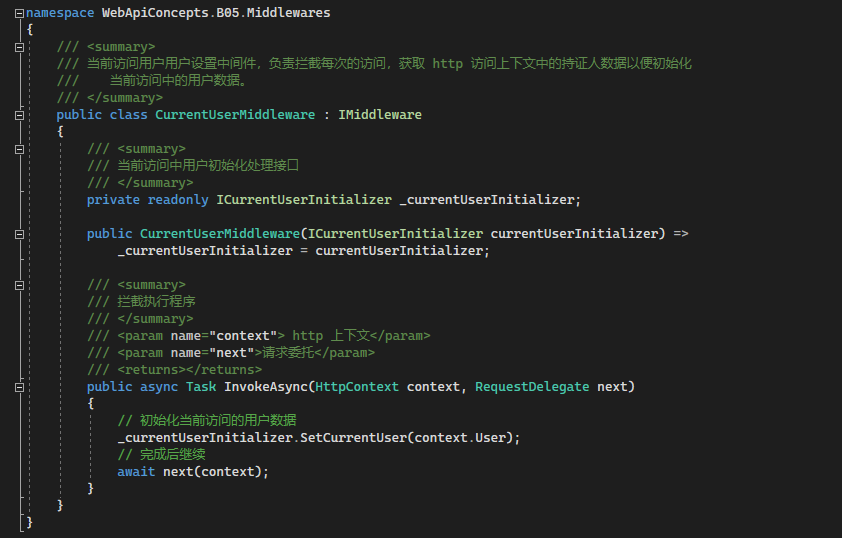 namespace WebApiConcepts.B05.Middlewares
{
/// <summary>
/// 当前访问用户用户设置中间件，负责拦截每次的访问，获取 http 访问上下文中的持证人数据以便初始化
///    当前访问中的用户数据。
/// </summary>
public class CurrentUserMiddleware : IMiddleware
{
/// <summary>
/// 当前访问中用户初始化处理接口
/// </summary>
private readonly ICurrentUserInitializer _currentUserInitializer;
public CurrentUserMiddleware(ICurrentUserInitializer currentUserInitializer) =>
_currentUserInitializer = currentUserInitializer;
/// <summary>
/// 拦截执行程序
/// </summary>
/// <param name="context"> http 上下文</param>
/// <param name="next">请求委托</param>
/// <returns></returns>
public async Task InvokeAsync(HttpContext context, RequestDelegate next)
{
// 初始化当前访问的用户数据
_currentUserInitializer.SetCurrentUser(context.User);
// 完成后继续
await next(context);
}
}
}